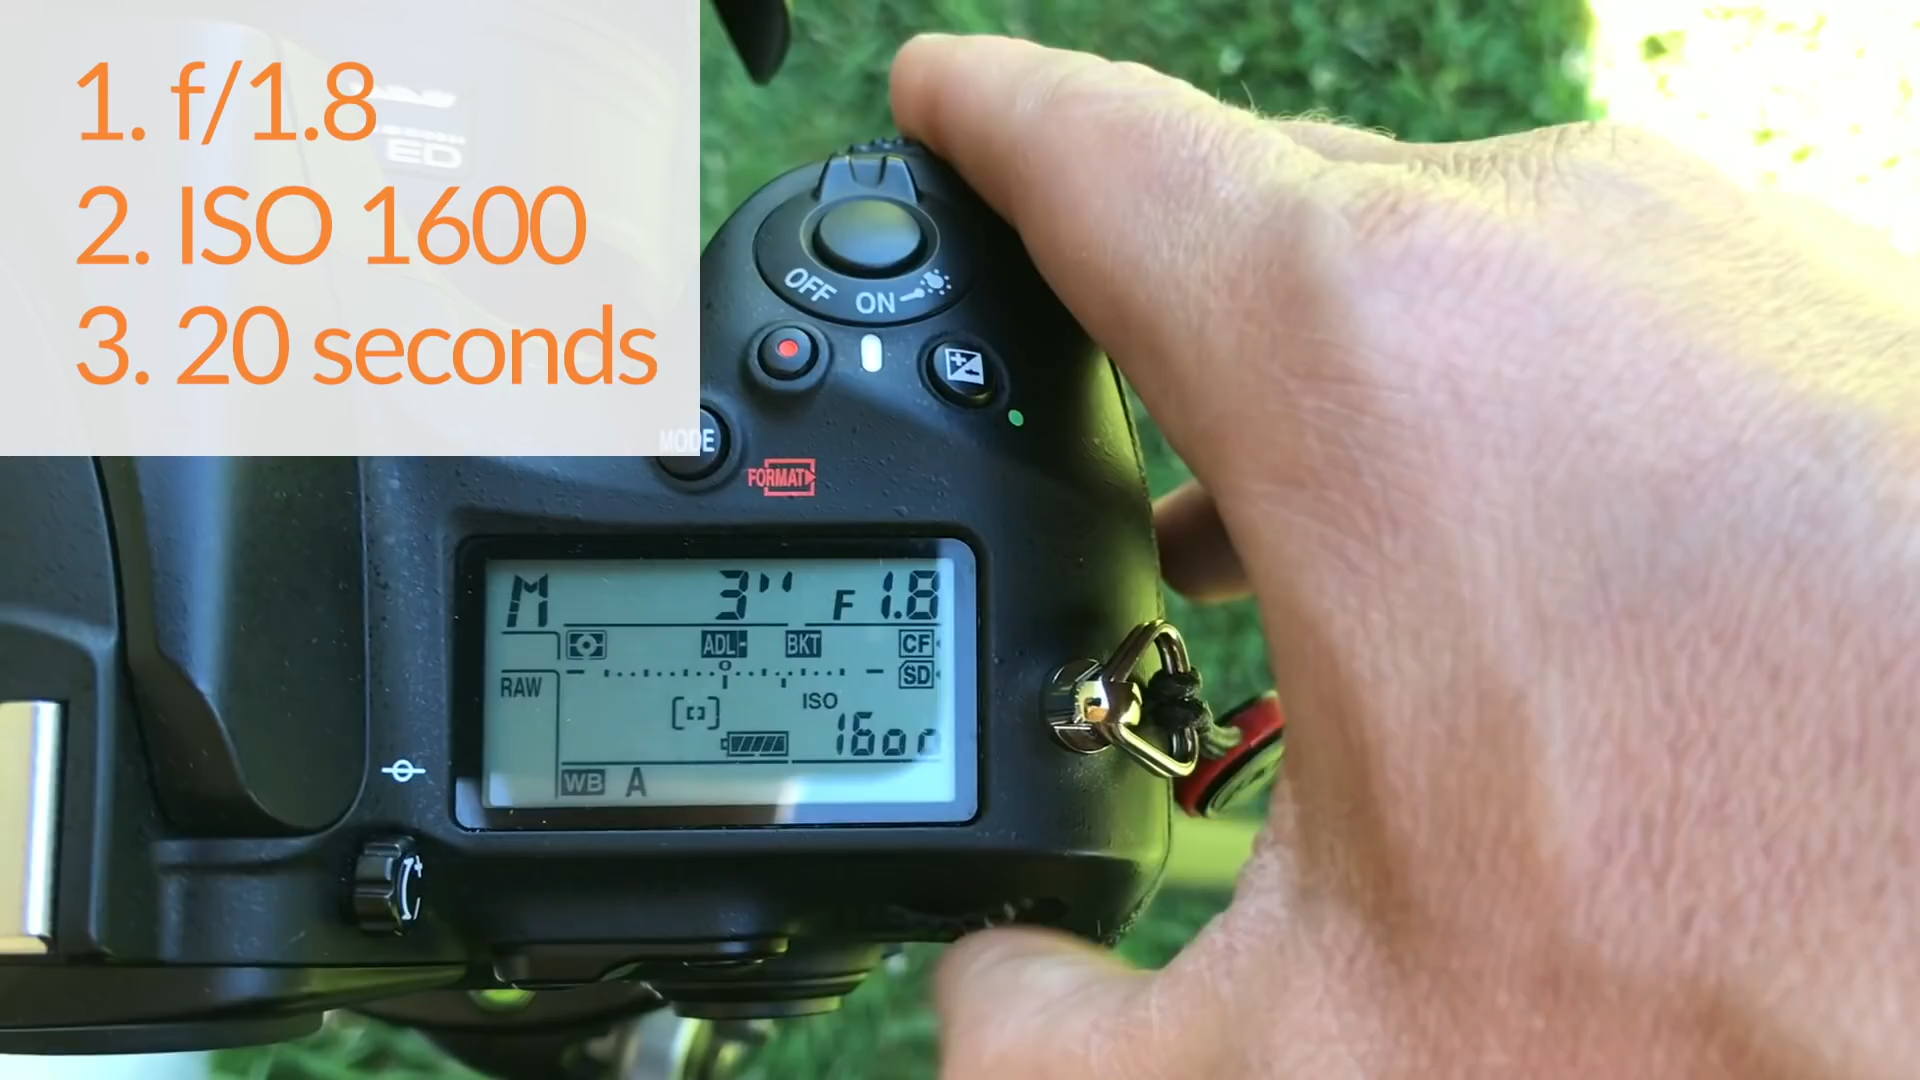 1. f/1.8
ED
2. ISO 1600
3. 20 seconds
OFF ON
MODE
FORMAT
M 3" F 1.8
ADL BKT CF
RAW SD
ISO
WB A